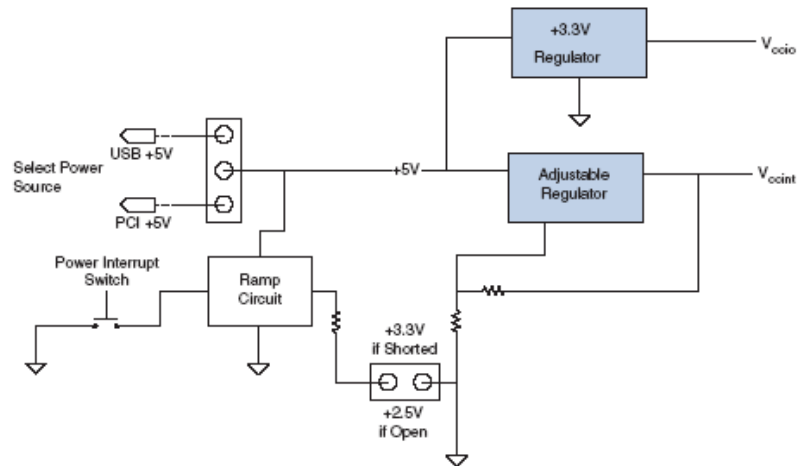 +3.3V
Regulator
Vccio
USB +5V
Select Power
Source
+5V
Adjustable
Regulator
Vccint
PCI +5V
Power Interrupt
Switch
Ramp
Circuit
+3.3V
if Shorted
+2.5V
if Open